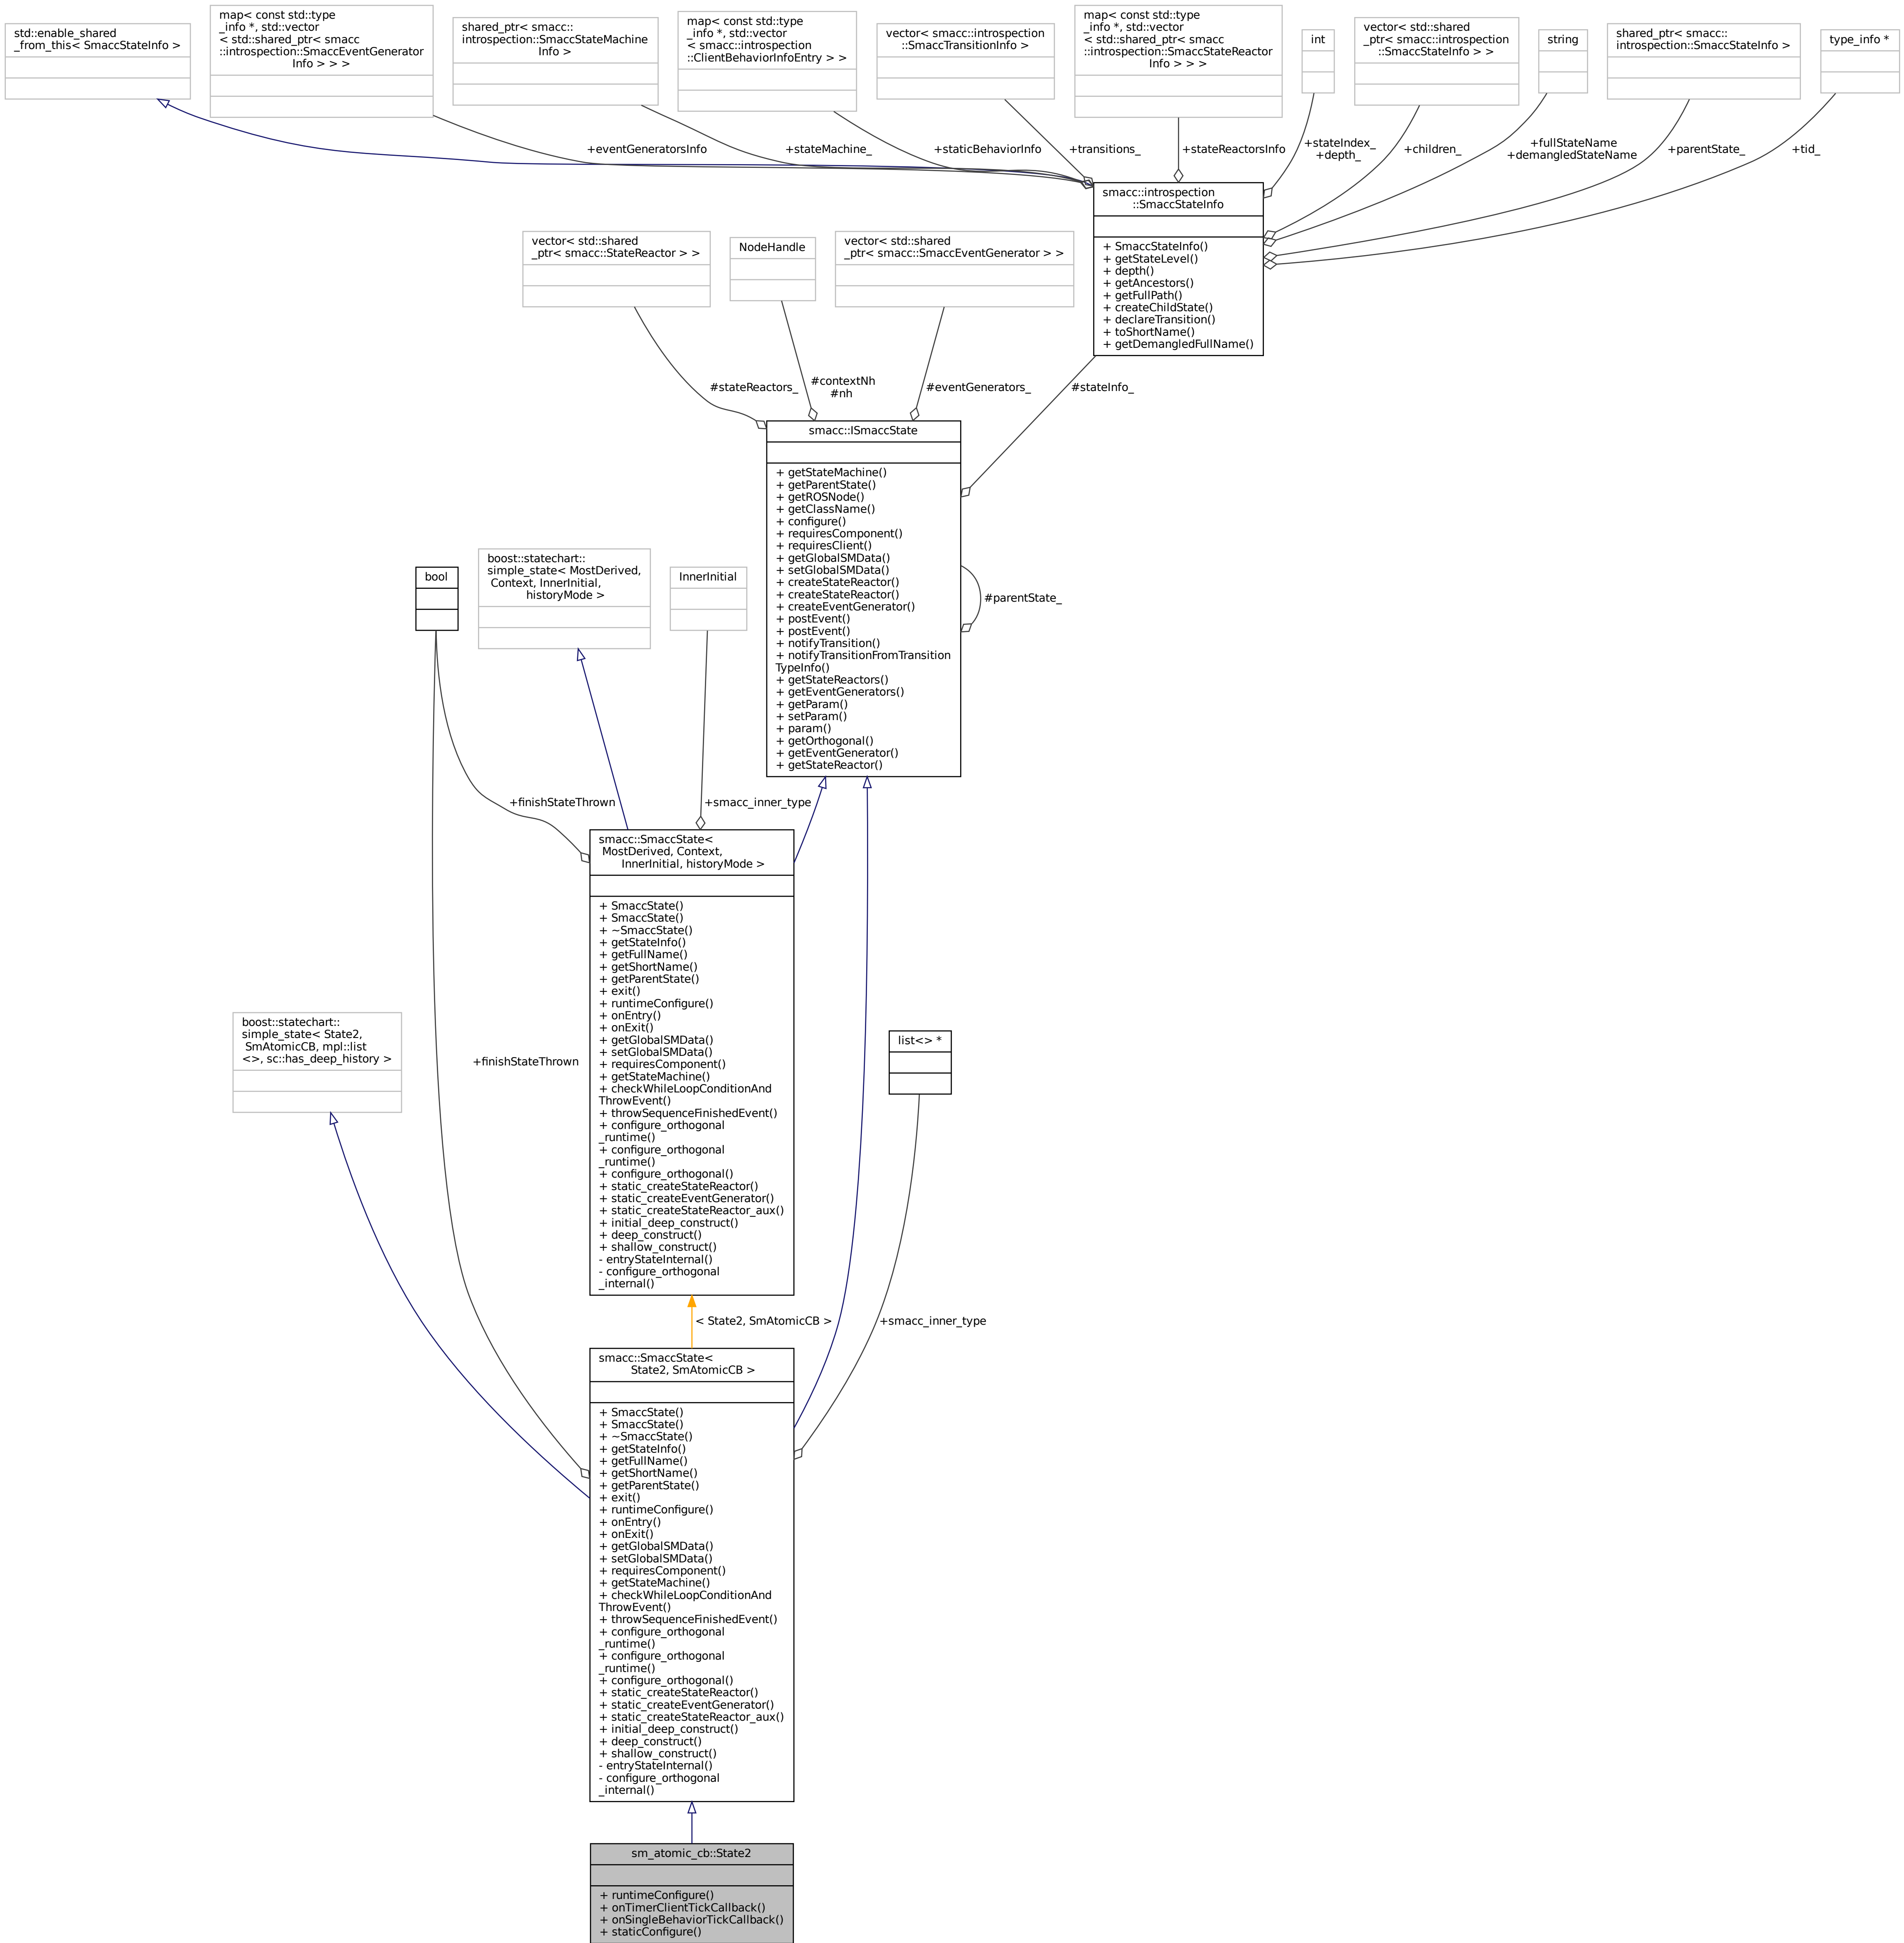 std::enable_shared
_from_this< SmaccStateInfo >
map< const std::type
_info *, std::vector
< std::shared_ptr< smacc
::introspection::SmaccEventGenerator
Info > > >
shared_ptr< smacc::
introspection::SmaccStateMachine
Info >
map< const std::type
_info *, std::vector
< smacc::introspection
::ClientBehaviorInfoEntry > >
vector< smacc::introspection
::SmaccTransitionInfo >
map< const std::type
_info *, std::vector
< std::shared_ptr< smacc
::introspection::SmaccStateReactor
Info > > >
int
vector< std::shared
_ptr< smacc::introspection
::SmaccStateInfo > >
string
shared_ptr< smacc::
introspection::SmaccStateInfo >
type_info *
+eventGeneratorsInfo
+stateMachine_
+staticBehaviorInfo
+transitions_
+stateReactorsInfo
+stateIndex_
+depth_
+children_
+fullStateName
+demangledStateName
+parentState_
+tid_
smacc::introspection
::SmaccStateInfo
+ SmaccStateInfo()
+ getStateLevel()
+ depth()
+ getAncestors()
+ getFullPath()
+ createChildState()
+ declareTransition()
+ toShortName()
+ getDemangledFullName()
vector< std::shared
_ptr< smacc::StateReactor > >
NodeHandle
vector< std::shared
_ptr< smacc::SmaccEventGenerator > >
#stateReactors_
#contextNh
#nh
#eventGenerators_
#stateInfo_
smacc::ISmaccState
+ getStateMachine()
+ getParentState()
+ getROSNode()
+ getClassName()
+ configure()
+ requiresComponent()
+ requiresClient()
+ getGlobalSMData()
+ setGlobalSMData()
+ createStateReactor()
+ createStateReactor()
+ createEventGenerator()
+ postEvent()
+ postEvent()
+ notifyTransition()
+ notifyTransitionFromTransition
TypeInfo()
+ getStateReactors()
+ getEventGenerators()
+ getParam()
+ setParam()
+ param()
+ getOrthogonal()
+ getEventGenerator()
+ getStateReactor()
#parentState_
bool
boost::statechart::
simple_state< MostDerived,
Context, InnerInitial,
historyMode >
InnerInitial
+finishStateThrown
+smacc_inner_type
smacc::SmaccState<
MostDerived, Context,
InnerInitial, historyMode >
+ SmaccState()
+ SmaccState()
+ ~SmaccState()
+ getStateInfo()
+ getFullName()
+ getShortName()
+ getParentState()
+ exit()
+ runtimeConfigure()
+ onEntry()
+ onExit()
+ getGlobalSMData()
+ setGlobalSMData()
+ requiresComponent()
+ getStateMachine()
+ checkWhileLoopConditionAnd
ThrowEvent()
+ throwSequenceFinishedEvent()
+ configure_orthogonal
_runtime()
+ configure_orthogonal
_runtime()
+ configure_orthogonal()
+ static_createStateReactor()
+ static_createEventGenerator()
+ static_createStateReactor_aux()
+ initial_deep_construct()
+ deep_construct()
+ shallow_construct()
- entryStateInternal()
- configure_orthogonal
_internal()
boost::statechart::
simple_state< State2,
SmAtomicCB, mpl::list
<>, sc::has_deep_history >
+finishStateThrown
list<> *
< State2, SmAtomicCB >
+smacc_inner_type
smacc::SmaccState<
State2, SmAtomicCB >
+ SmaccState()
+ SmaccState()
+ ~SmaccState()
+ getStateInfo()
+ getFullName()
+ getShortName()
+ getParentState()
+ exit()
+ runtimeConfigure()
+ onEntry()
+ onExit()
+ getGlobalSMData()
+ setGlobalSMData()
+ requiresComponent()
+ getStateMachine()
+ checkWhileLoopConditionAnd
ThrowEvent()
+ throwSequenceFinishedEvent()
+ configure_orthogonal
_runtime()
+ configure_orthogonal
_runtime()
+ configure_orthogonal()
+ static_createStateReactor()
+ static_createEventGenerator()
+ static_createStateReactor_aux()
+ initial_deep_construct()
+ deep_construct()
+ shallow_construct()
- entryStateInternal()
- configure_orthogonal
_internal()
sm_atomic_cb::State2
+ runtimeConfigure()
+ onTimerClientTickCallback()
+ onSingleBehaviorTickCallback()
+ staticConfigure()